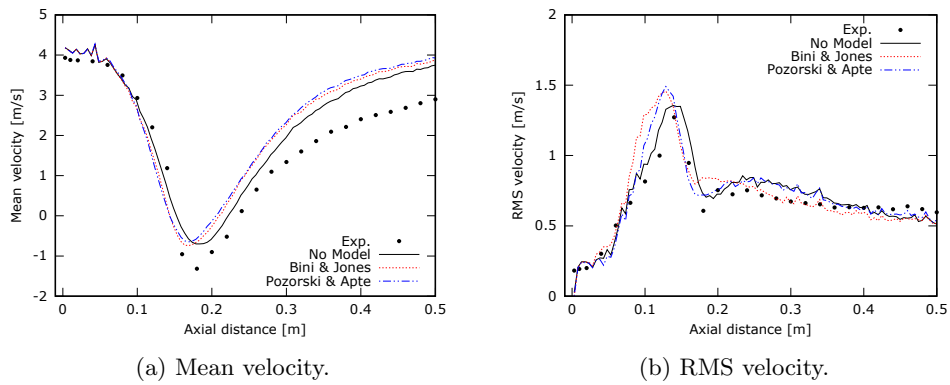 5
4
3
2
1
0
-1
-2
Mean velocity [m/s]
0
0.1
0.2
0.3
0.4
0.5
Axial distance [m]
Exp.
No Model
Bini & Jones
Pozorski & Apte
(a) Mean velocity.
2
1.5
1
0.5
0
RMS velocity [m/s]
0
0.1
0.2
0.3
0.4
0.5
Axial distance [m]
Exp.
No Model
Bini & Jones
Pozorski & Apte
(b) RMS velocity.